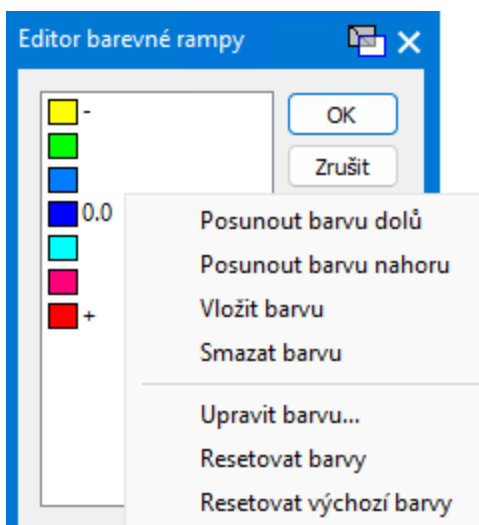 Editor barevné rampy
-
OK
Zrušit
0.0
+
Posunout barvu dolů
Posunout barvu nahoru
Vložit barvu
Smazat barvu
Upravit barvu...
Resetovat barvy
Resetovat výchozí barvy